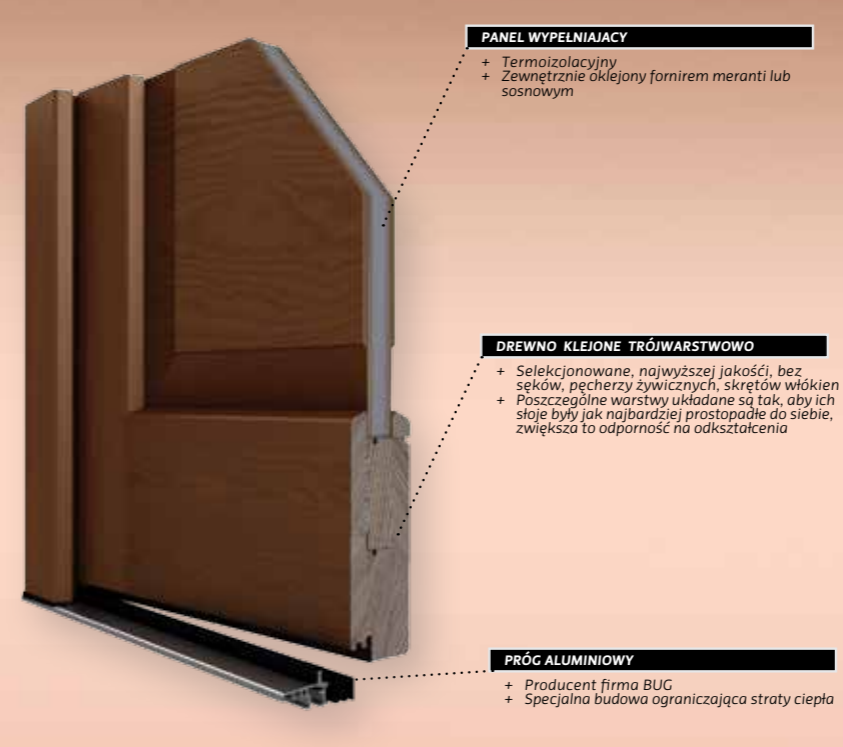 PANEL WYPEŁNIAJACY
+ Termoizolacyjny
+ Zewnętrznie oklejony fornirem meranti lub
sosnowym
DREWNO KLEJONE TRÓJWARSTWOWO
+ Selekcjonowane, najwyższej jakośći, bez
sęków, pęcherzy żywicznych, skrętów włókien
+ Poszczególne warstwy układane są tak, aby ich
słoje były jak najbardziej prostopadłe do siebie,
zwiększa to odporność na odkształcenia
PRÓG ALUMINIOWY
+ Producent firma BUG
+ Specjalna budowa ograniczająca straty ciepła